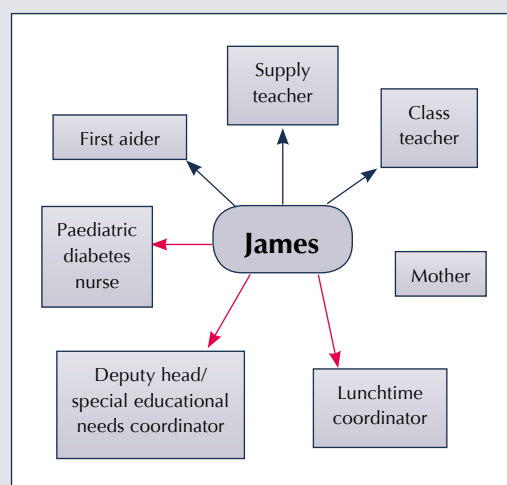 Supply
teacher
Class
teacher
First aider
Paediatric
diabetes
nurse
James
Mother
Deputy head/
special educational
needs coordinator
Lunchtime
coordinator